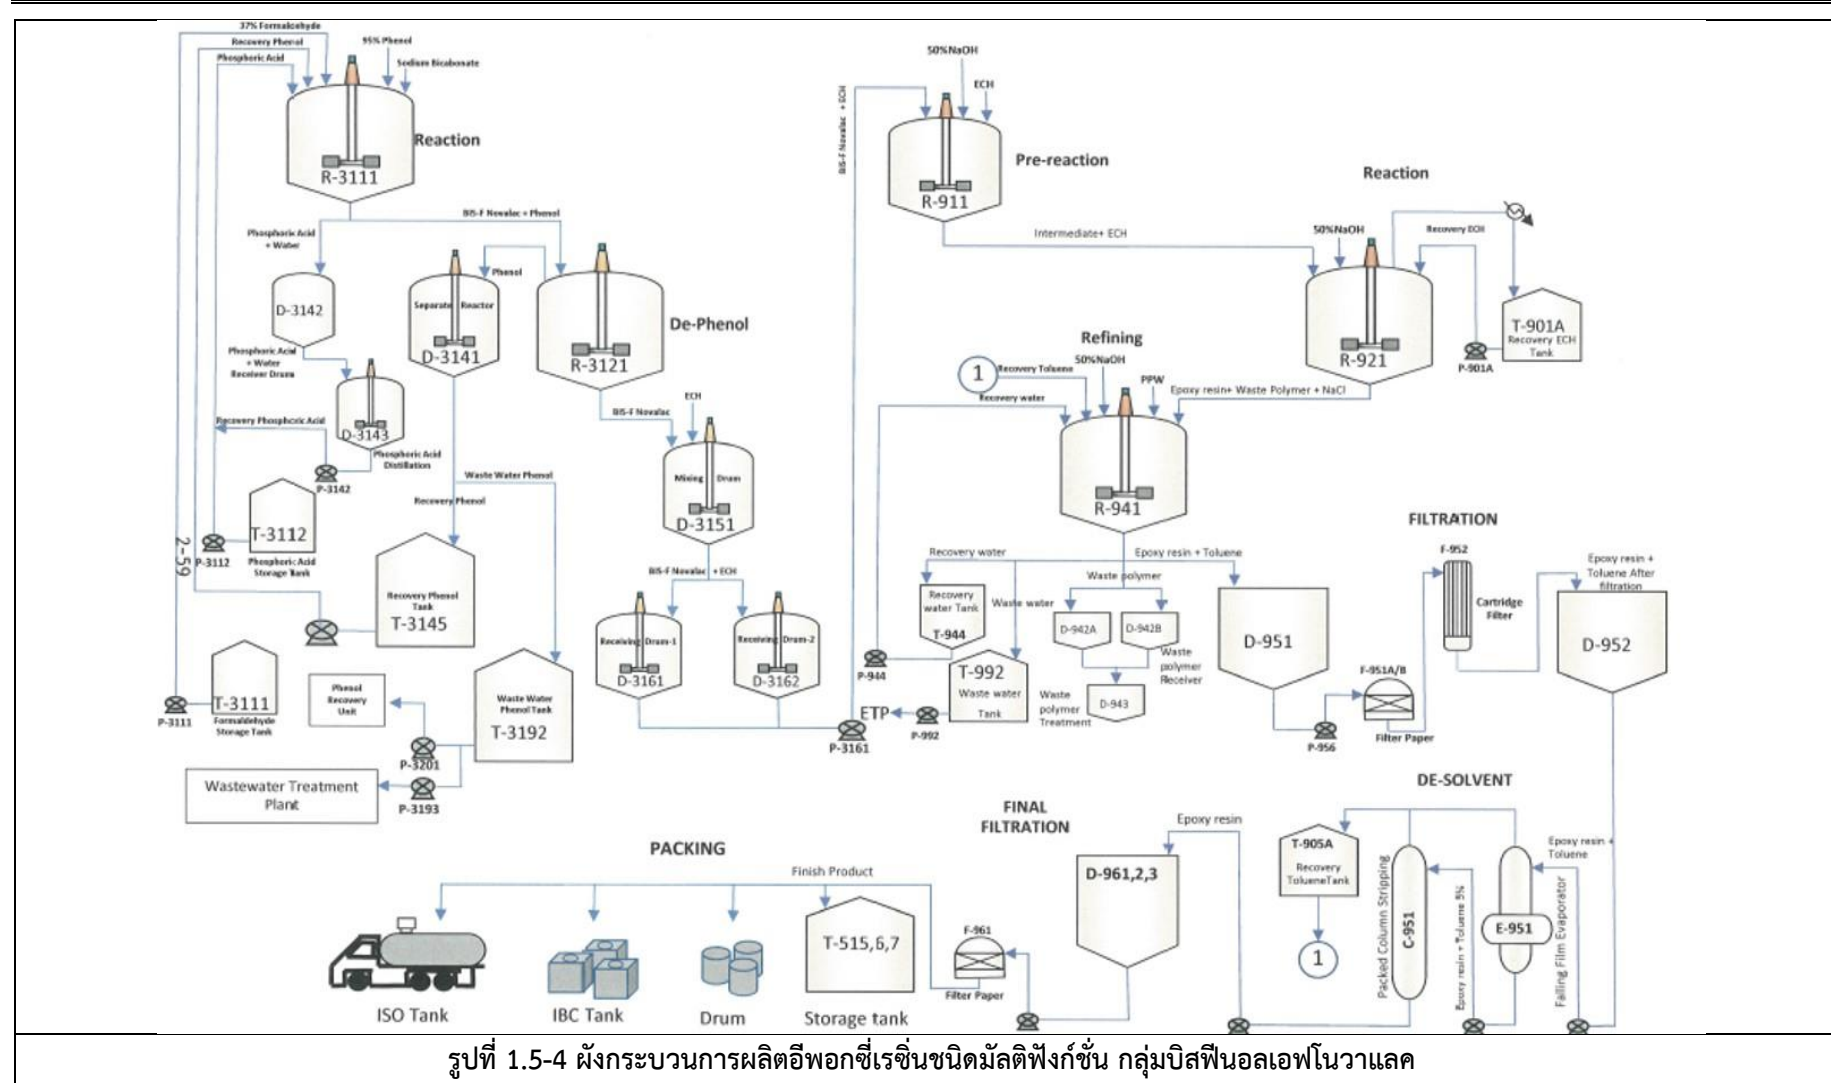 37% Formalcehyde
Recovery Phenol
Phosphoric Acid
95% Phenol
Sodium Bicabonate
Reaction
R-3111
BIS-F Novalac + Phenol
Phosphoric Acid
+ Water
D-3142
Phenol
Separate Reactor
D-3141
De-Phenol
R-3121
Phosphoric Acid
+ Water
Receiver Drum
D-3143
Recovery Phosphoric Acid
Phosphoric Acid
Distillation
P-3142
BIS-F Novalac
ECH
Mixing Drum
D-3151
Waste Water Phenol
Recovery Phenol
T-3112
P-3112
Phosphoric Acid
Storage Tank
2-59
Recovery Phenol
Tank
T-3145
BIS-F Novalac + ECH
Receiving Drum-1
D-3161
Receiving Drum-2
D-3162
P-3161
T-3111
P-3111
Formaldehyde
Storage Tank
Phenol
Recovery
Unit
Waste Water
Phenol Tank
T-3192
P-3201
Wastewater Treatment
Plant
P-3193
BIS-F Novalac + ECH
50%NaOH
ECH
Pre-reaction
R-911
Intermediate+ ECH
Reaction
50%NaOH
Recovery ECH
R-921
T-901A
Recovery ECH
Tank
P-901A
Refining
50%NaOH
1
Recovery Toluene
PPW
Recovery water
Epoxy resin+ Waste Polymer + NaCl
R-941
Recovery water
Epoxy resin + Toluene
Waste polymer
Recovery
water Tank
T-944
Waste water
P-944
D-942A
D-942B
Waste
polymer
Receiver
T-992
Waste water
Tank
ETP
P-992
Waste
polymer
Treatment
D-943
D-951
P-956
FILTRATION
F-952
Cartridge
Filter
F-951A/B
Filter Paper
Epoxy resin +
Toluene After
filtration
D-952
DE-SOLVENT
T-905A
Recovery
TolueneTank
1
Packed Column Stripping
C-951
Epoxy resin + Toluene 5%
E-951
Falling Film Evaporator
Epoxy resin +
Toluene
FINAL
FILTRATION
Epoxy resin
D-961,2,3
F-961
Filter Paper
PACKING
Finish Product
T-515,6,7
ISO Tank
IBC Tank
Drum
Storage tank
รูปที่ 1.5-4 ผังกระบวนการผลิตอีพอกซี่เรซิ่นชนิดมัลติฟังก์ชั่น กลุ่มบิสฟีนอลเอฟโนวาแลค